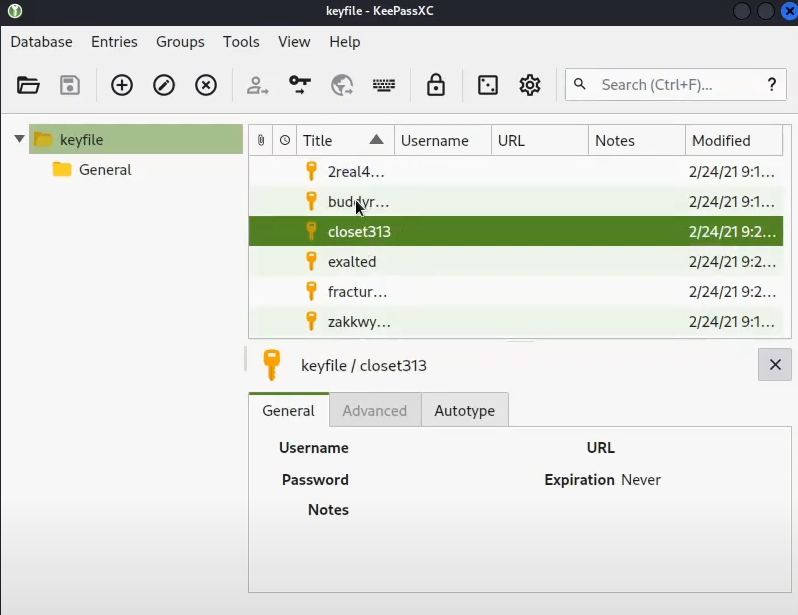 keyfile - KeePassXC
Database Entries Groups Tools View Help
Search (Ctrl+F)... ?
keyfile
General
Title Username URL Notes Modified
2real4... 2/24/21 9:1...
buddyr... 2/24/21 9:1...
closet313 2/24/21 9:2...
exalted 2/24/21 9:2...
fractur... 2/24/21 9:2...
zakkwy... 2/24/21 9:1...
keyfile / closet313
General Advanced Autotype
Username URL
Password Expiration Never
Notes